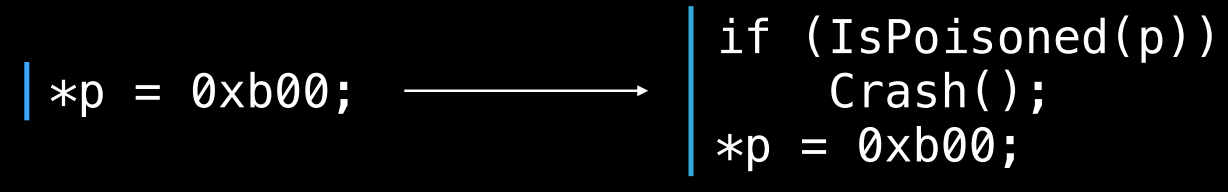 *p = 0xb00;
if (IsPoisoned(p))
    Crash();
*p = 0xb00;